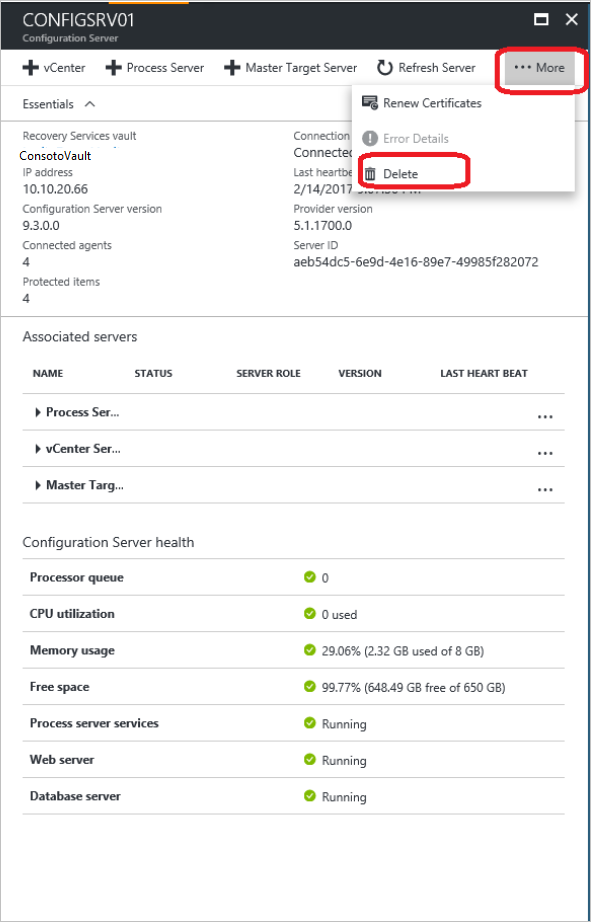 CONFIGSRV01
Configuration Server
vCenter Process Server Master Target Server Refresh Server ... More
Essentials
Renew Certificates
Error Details
Delete
Recovery Services vault Connection
ConsotoVault Connected
IP address Last heartbe
10.10.20.66 2/14/2017
Configuration Server version Provider version
9.3.0.0 5.1.1700.0
Connected agents Server ID
4 aeb54dc5-6e9d-4e16-89e7-49985f282072
Protected items
4
Associated servers
NAME STATUS SERVER ROLE VERSION LAST HEART BEAT
Process Ser... ...
vCenter Ser... ...
Master Targ... ...
Configuration Server health
Processor queue 0
CPU utilization 0 used
Memory usage 29.06% (2.32 GB used of 8 GB)
Free space 99.77% (648.49 GB free of 650 GB)
Process server services Running
Web server Running
Database server Running